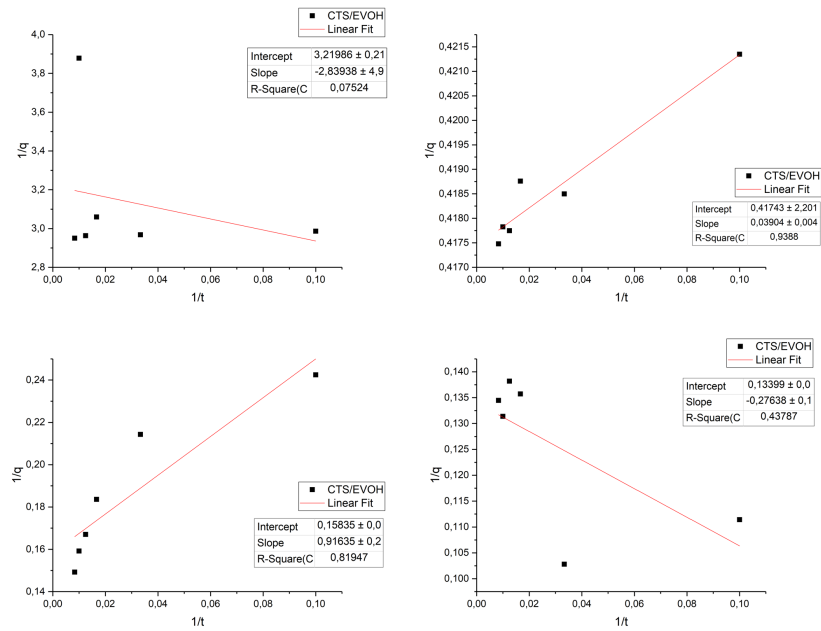 CTS/EVOH
Linear Fit
Intercept 3,21986 ± 0,21
Slope -2,83938 ± 4,9
R-Square(C 0,07524
4,0
3,8
3,6
3,4
3,2
3,0
2,8
1/q
0,00 0,02 0,04 0,06 0,08 0,10
1/t
0,4215
0,4210
0,4205
0,4200
0,4195
0,4190
0,4185
0,4180
0,4175
0,4170
1/q
CTS/EVOH
Linear Fit
Intercept 0,41743 ± 2,201
Slope 0,03904 ± 0,004
R-Square(C 0,9388
0,00 0,02 0,04 0,06 0,08 0,10
1/t
0,24
0,22
0,20
0,18
0,16
0,14
1/q
CTS/EVOH
Linear Fit
Intercept 0,15835 ± 0,0
Slope 0,91635 ± 0,2
R-Square(C 0,81947
0,00 0,02 0,04 0,06 0,08 0,10
1/t
CTS/EVOH
Linear Fit
Intercept 0,13399 ± 0,0
Slope -0,27638 ± 0,1
R-Square(C 0,43787
0,140
0,135
0,130
0,125
0,120
0,115
0,110
0,105
0,100
1/q
0,00 0,02 0,04 0,06 0,08 0,10
1/t